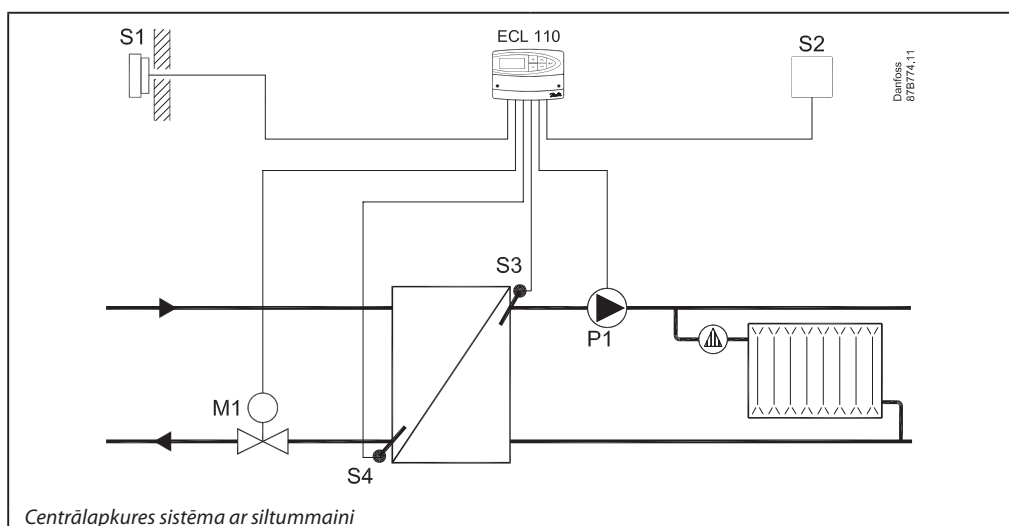 S1
ECL 110
S2
Danfoss
87B774.11
S3
P1
M1
S4
Centrālapkures sistēma ar siltummaini